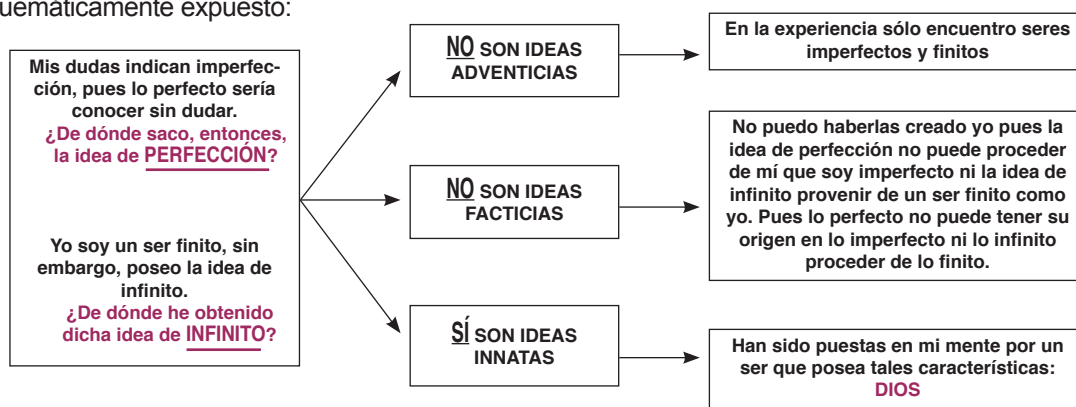 uemáticamente expuesto:
Mis dudas indican imperfec-
ción, pues lo perfecto sería
conocer sin dudar.
¿De dónde saco, entonces,
la idea de PERFECCIÓN?
Yo soy un ser finito, sin
embargo, poseo la idea de
infinito.
¿De dónde he obtenido
dicha idea de INFINITO?
NO SON IDEAS
ADVENTICIAS
En la experiencia sólo encuentro seres
imperfectos y finitos
NO SON IDEAS
FACTICIAS
No puedo haberlas creado yo pues la
idea de perfección no puede proceder
de mí que soy imperfecto ni la idea de
infinito provenir de un ser finito como
yo. Pues lo perfecto no puede tener su
origen en lo imperfecto ni lo infinito
proceder de lo finito.
SÍ SON IDEAS
INNATAS
Han sido puestas en mi mente por un
ser que posea tales características:
DIOS